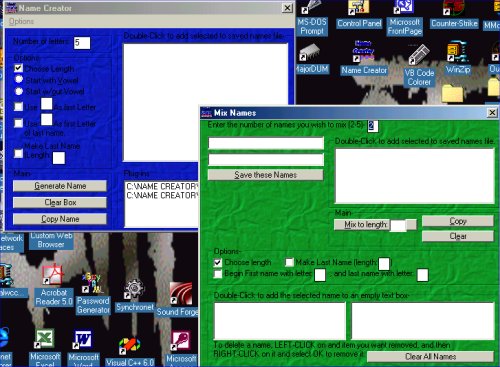 Name Creator
Options
Number of letters:
5
Double-Click to add selected to saved names file-
Options-
Choose Length
Start with Vowel
Start w/out Vowel
Use
As first Letter
Use
As first Letter
of last name.
Make Last Name
(Length:
Main-
Generate Name
Clear Box
Copy Name
Plug-ins
C:\NAME CREATOR\
C:\NAME CREATOR\
MS-DOS
Prompt
Control Panel
Microsoft
FrontPage
Counter-Strike
MajorDUM
Name Creator
VB Code
Colorer
WinZip
Mix Names
Enter the number of names you wish to mix (2-5):
2
Double-Click to add selected to saved names file.
Save these Names
Main-
Mix to length:
Copy
Clear
Options-
Choose length
Make Last Name (length:
Begin First name with letter
, and last name with letter
Double-Click to add the selected name to an empty text box-
To delete a name, LEFT-CLICK on and item you want removed, and then
RIGHT-CLICK on it and select OK to remove it.
Clear All Names
Custom Web
Browser
Acrobat
Reader 5.0
Password
Generator
Synchronet
Sound Forge
Microsoft
Excel
Microsoft
Word
Visual C++ 6.0